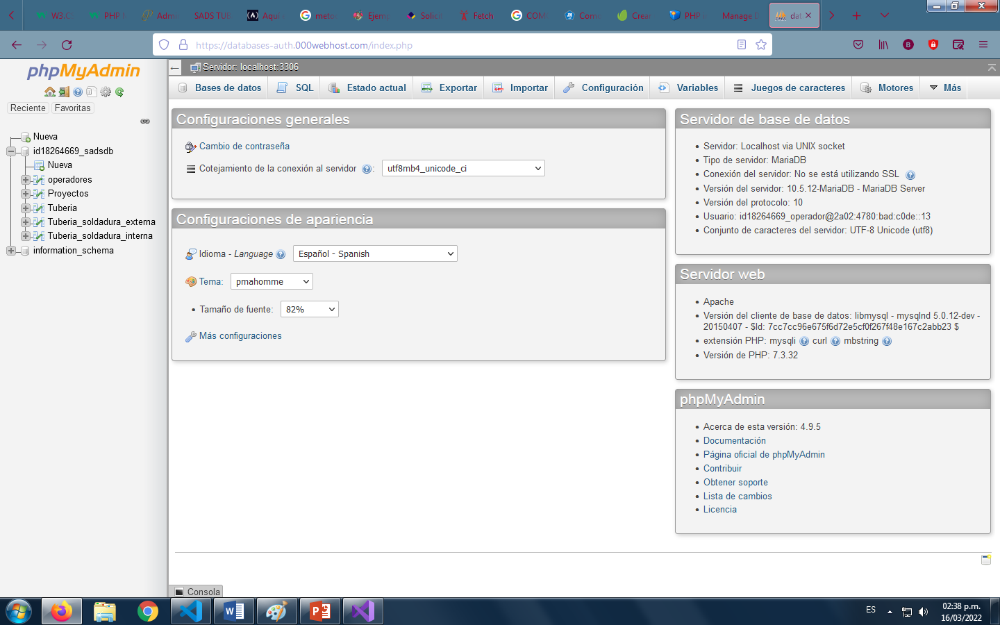 W3.CS
PHP
Adm
SADS TUE
Aquí
meto
Ejem
Solici
Fetch
COM
Com
Crea
PHP
Manage D
dat
https://databases-auth.000webhost.com/index.php
phpMyAdmin
Reciente
Favoritas
Nueva
id18264669_sadsdb
Nueva
operadores
Proyectos
Tuberia
Tuberia_soldadura_externa
Tuberia_soldadura_interna
information_schema
Servidor: localhost:3306
Bases de datos
SQL
Estado actual
Exportar
Importar
Configuración
Variables
Juegos de caracteres
Motores
Más
Configuraciones generales
Cambio de contraseña
Cotejamiento de la conexión al servidor : utf8mb4_unicode_ci
Configuraciones de apariencia
Idioma - Language Español - Spanish
Tema: pmahomme
Tamaño de fuente: 82%
Más configuraciones
Servidor de base de datos
Servidor: Localhost via UNIX socket
Tipo de servidor: MariaDB
Conexión del servidor: No se está utilizando SSL
Versión del servidor: 10.5.12-MariaDB - MariaDB Server
Versión del protocolo: 10
Usuario: id18264669_operador@2a02:4780:bad:c0de::13
Conjunto de caracteres del servidor: UTF-8 Unicode (utf8)
Servidor web
Apache
Versión del cliente de base de datos: libmysql - mysqlnd 5.0.12-dev -
20150407 - $Id: 7cc7cc96e675f6d72e5cf0f267f48e167c2abb23 $
extensión PHP: mysqli curl mbstring
Versión de PHP: 7.3.32
phpMyAdmin
Acerca de esta versión: 4.9.5
Documentación
Página oficial de phpMyAdmin
Contribuir
Obtener soporte
Lista de cambios
Licencia
Consola
ES
02:38 p.m.
16/03/2022